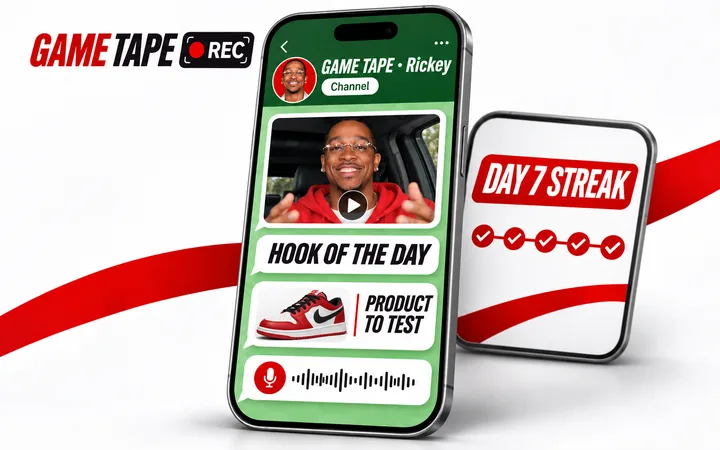 GAME TAPE REC
GAME TAPE • Rickey
Channel
HOOK OF THE DAY
PRODUCT
TO TEST
DAY 7 STREAK